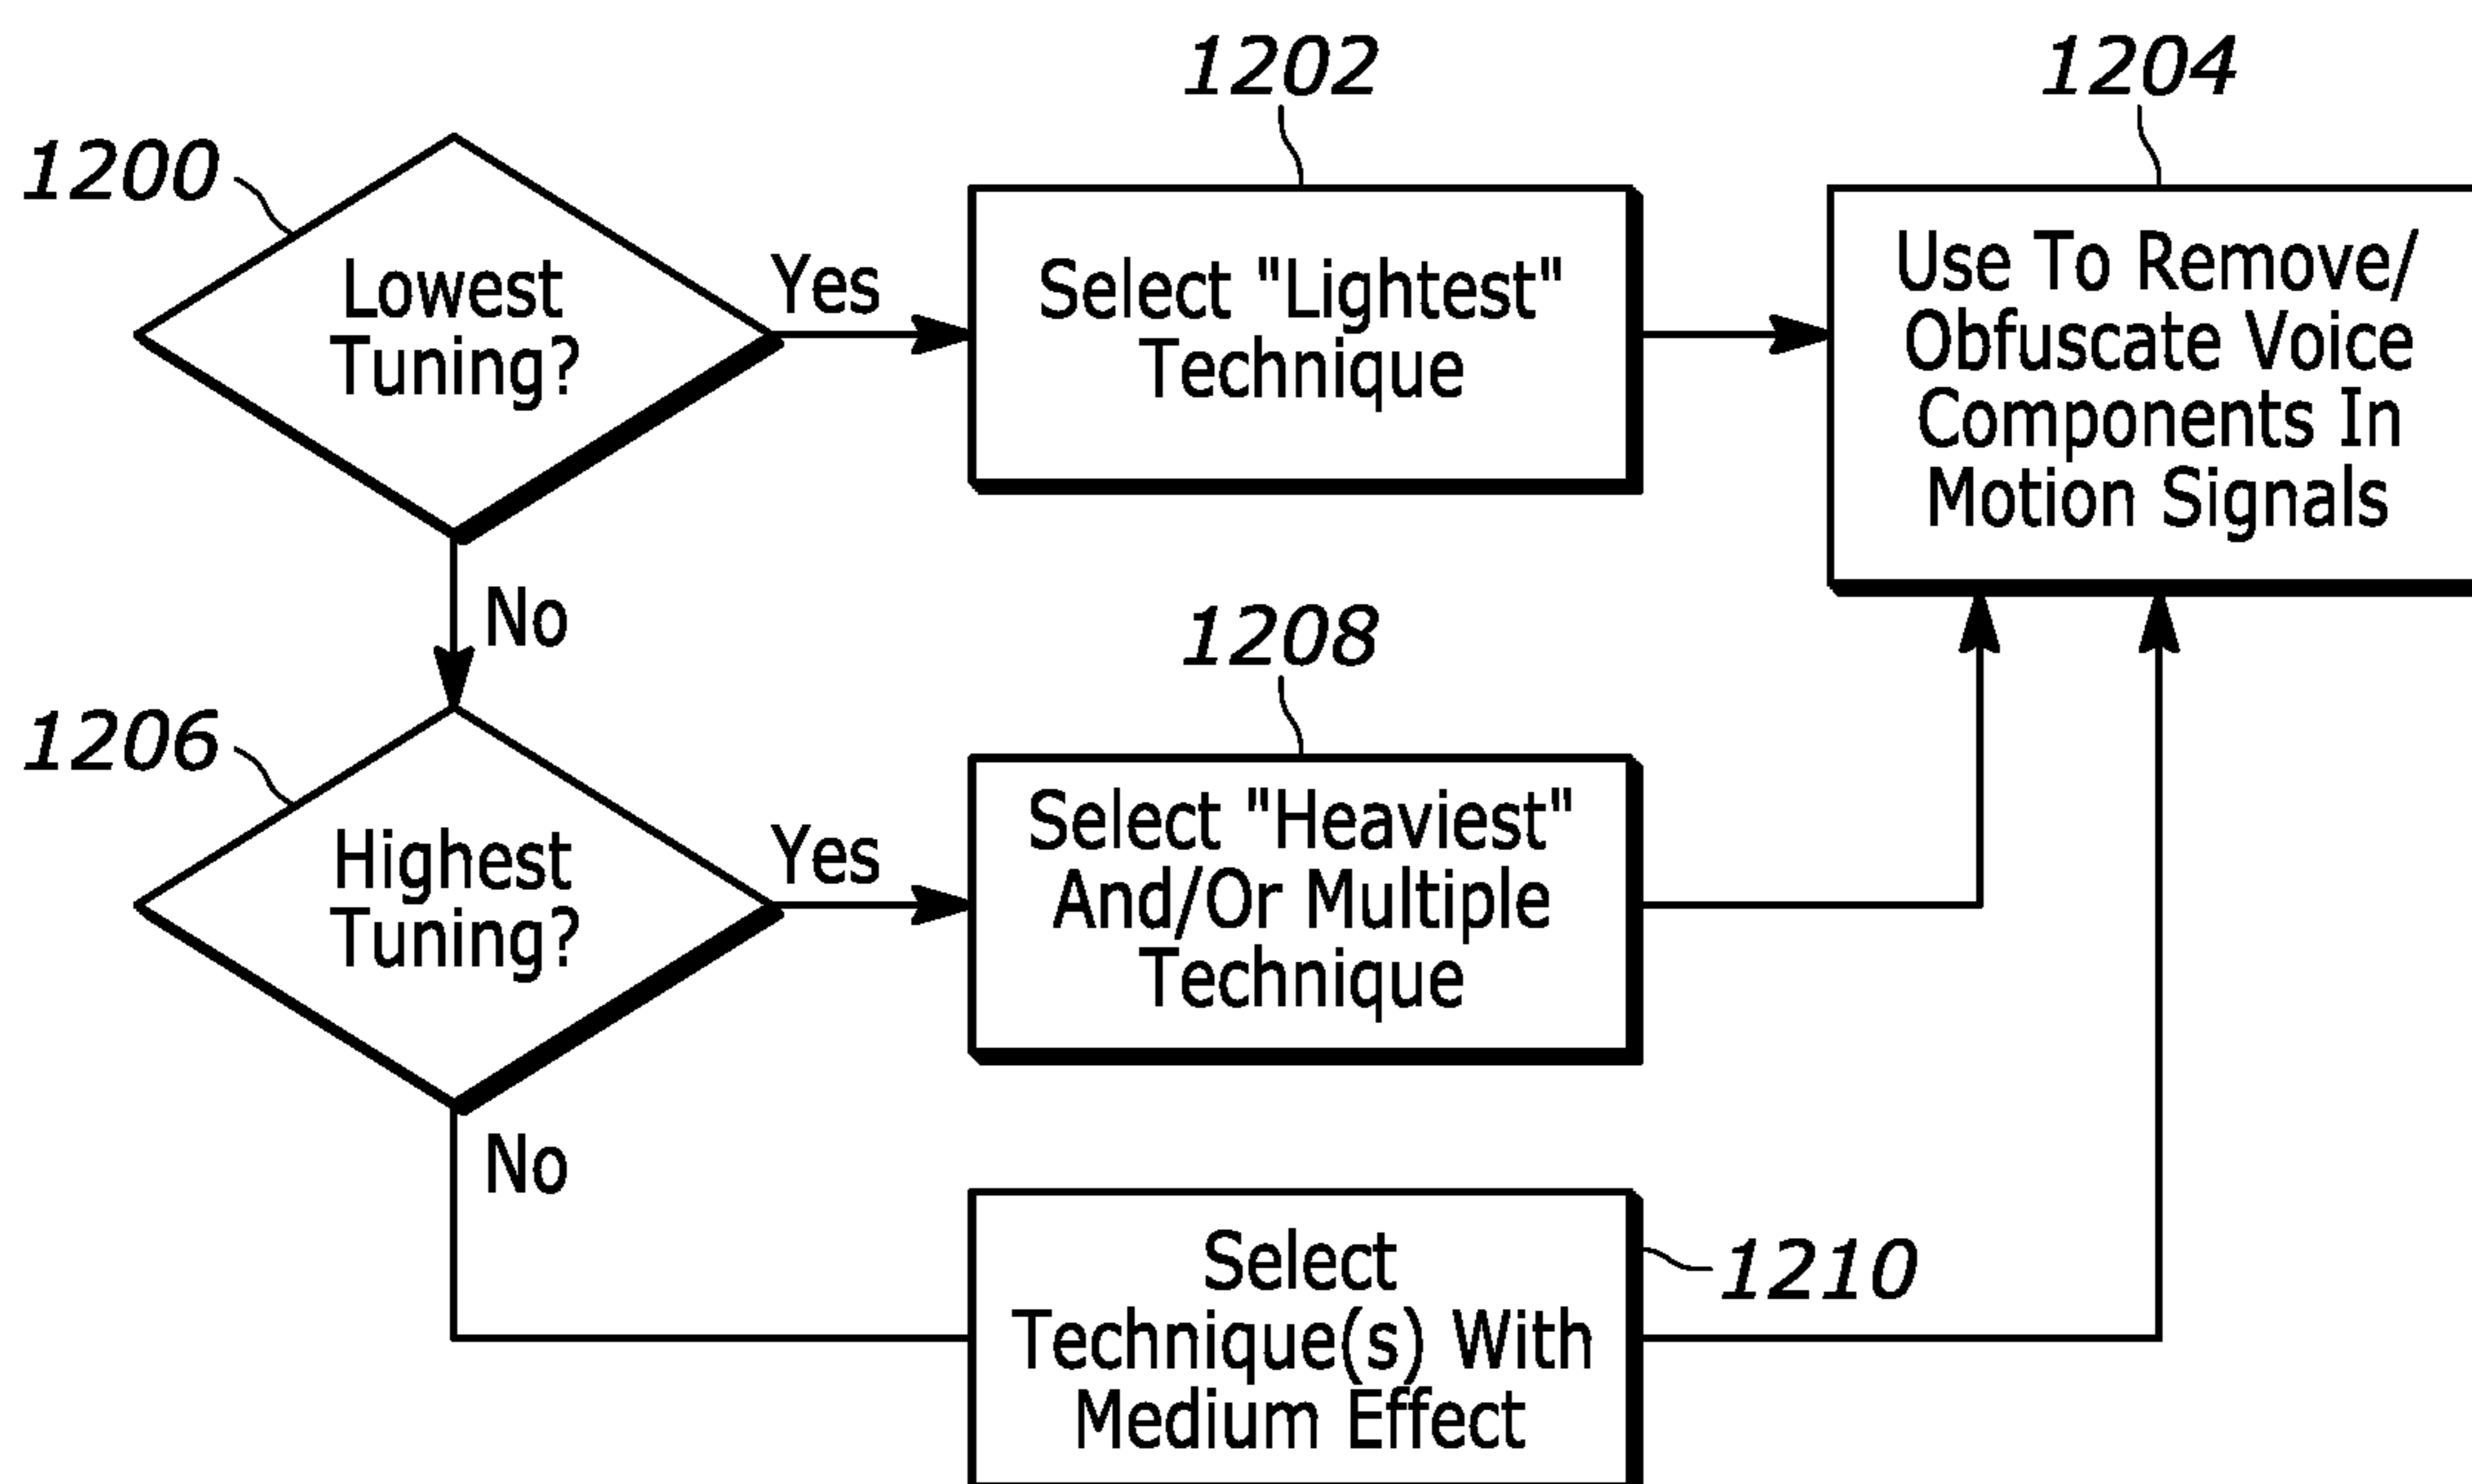 1202
1204
1200
Lowest
Tuning?
Yes
Select "Lightest"
Technique
Use To Remove/
Obfuscate Voice
Components In
Motion Signals
No
1208
1206
Highest
Tuning?
Yes
Select "Heaviest"
And/Or Multiple
Technique
No
Select
Technique(s) With
Medium Effect
1210